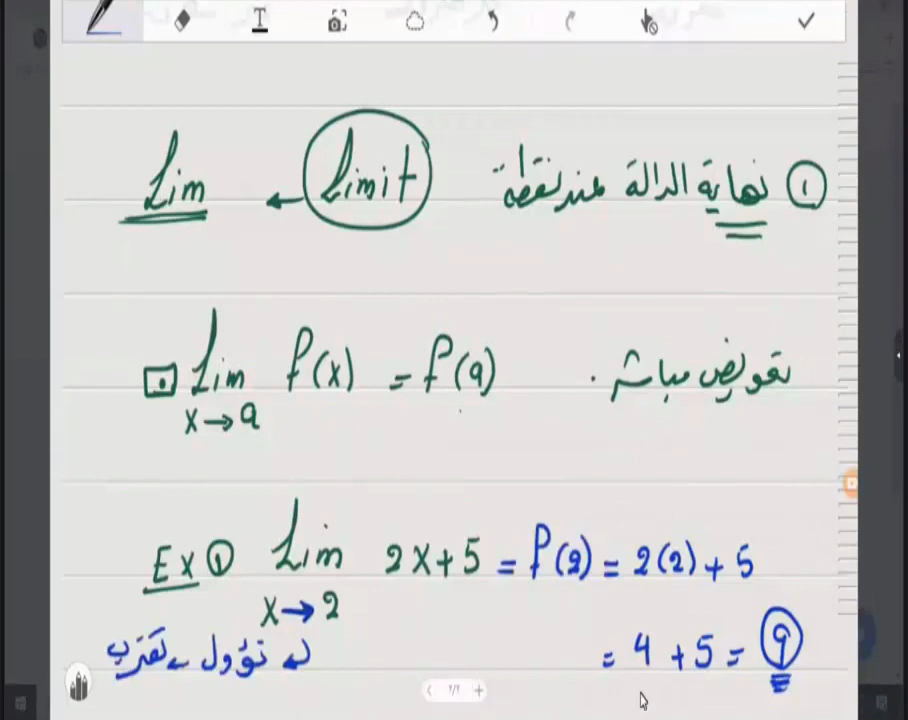 ① نهاية الدالة عند نقطة Limit ← Lim
Lim f(x) = f(a) تعويض مباشر .
x→a
Ex ① Lim 2x+5 = f(2) = 2(2) + 5
x→2
= 4 + 5 = 9
نؤول ~ تقترب